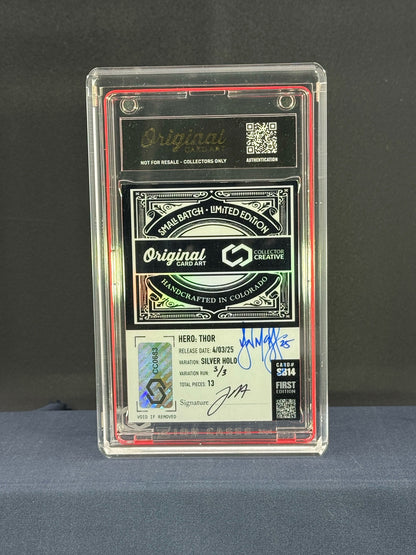 Original
CARD ART
NOT FOR RESALE - COLLECTORS ONLY
AUTHENTICATION
SMALL BATCH • LIMITED EDITION
Original
CARD ART
COLLECTOR
CREATIVE
HANDCRAFTED IN COLORADO
HERO: THOR
RELEASE DATE: 4/03/25
VARIATION: SILVER HOLO
VARIATION RUN 3/3
TOTAL PIECES: 13
Signature
25
CARD#
SB14
FIRST
EDITION
VOID IF REMOVED